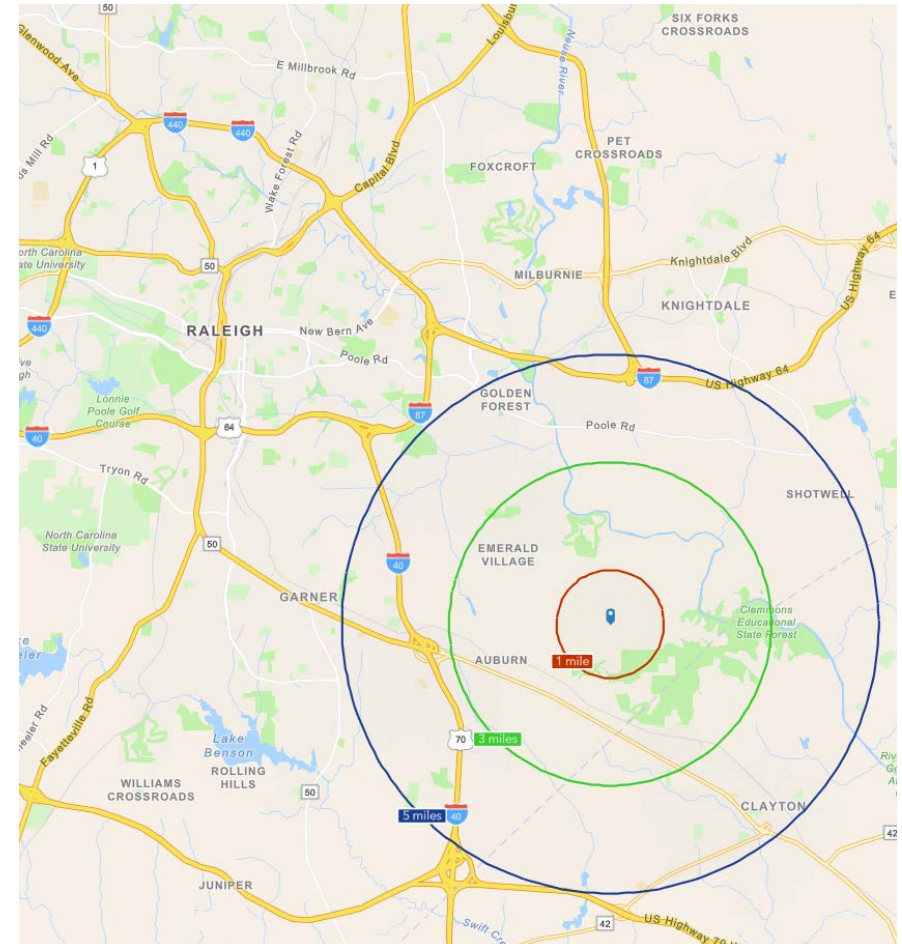 50
SIX FORKS
CROSSROADS
Glenwood Ave
Louisburg
Neuse River
E Millbrook Rd
440
440
Mill Rd
1
Wake Forest Rd
Capital Blvd
FOXCROFT
PET
CROSSROADS
North Carolina
State University
50
MILBURNIE
Knightdale Blvd
US Highway 64
KNIGHTDALE
440
RALEIGH
New Bern Ave
Poole Rd
87
US Highway 64
GOLDEN
FOREST
Lonnie
Poole Golf
Course
87
40
64
Poole Rd
Tryon Rd
SHOTWELL
North Carolina
State University
50
40
EMERALD
VILLAGE
GARNER
Clemmons
Educational
State Forest
AUBURN
1 mile
70
3 miles
Fayetteville Rd
Lake
Benson
ROLLING
HILLS
WILLIAMS
CROSSROADS
50
5 miles
40
CLAYTON
42
JUNIPER
42
US Highway 70